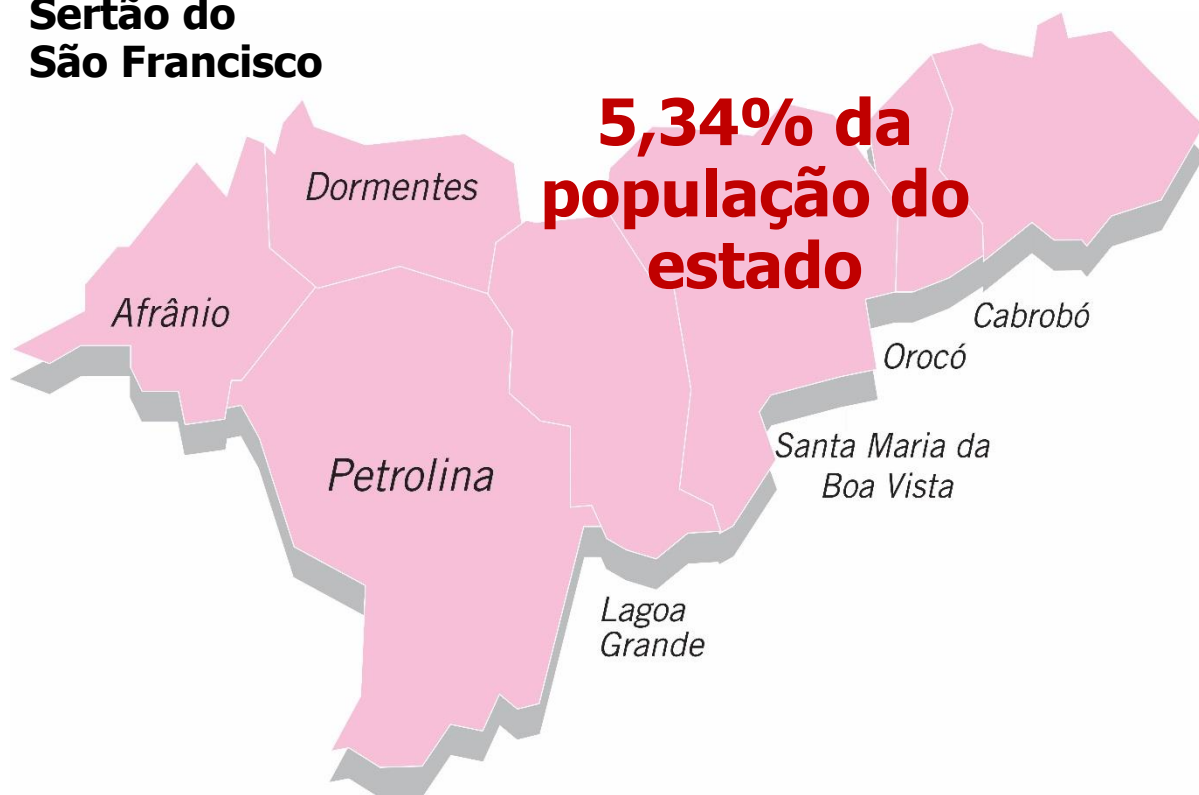 Sertão do
São Francisco
5,34% da
população do
estado
Dormentes
Afrânio
Cabrobó
Orocó
Petrolina
Santa Maria da
Boa Vista
Lagoa
Grande